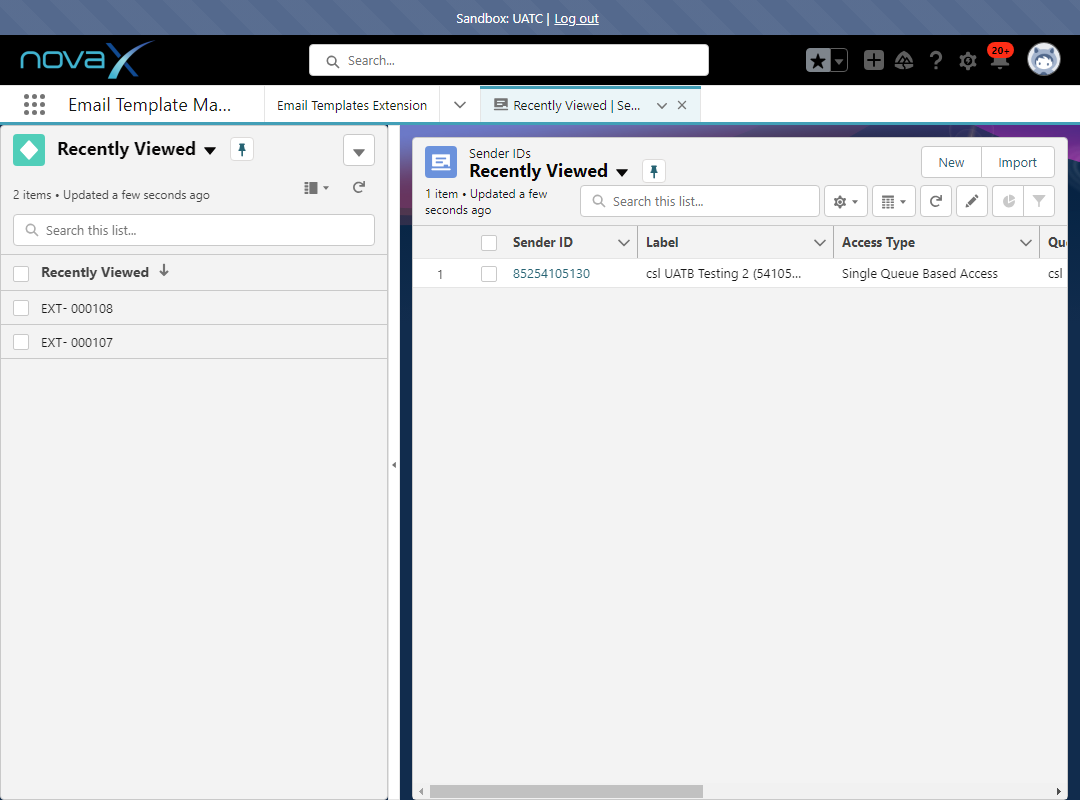 Sandbox: UATC | Log out
novaX
Search...
20+
Email Template Ma...
Email Templates Extension
Recently Viewed | Se...
Recently Viewed
2 items • Updated a few seconds ago
Search this list...
Recently Viewed
EXT- 000108
EXT- 000107
Sender IDs
Recently Viewed
New
Import
1 item • Updated a few
seconds ago
Search this list...
Sender ID
Label
Access Type
Qu
1
85254105130
csl UATB Testing 2 (54105...
Single Queue Based Access
csl